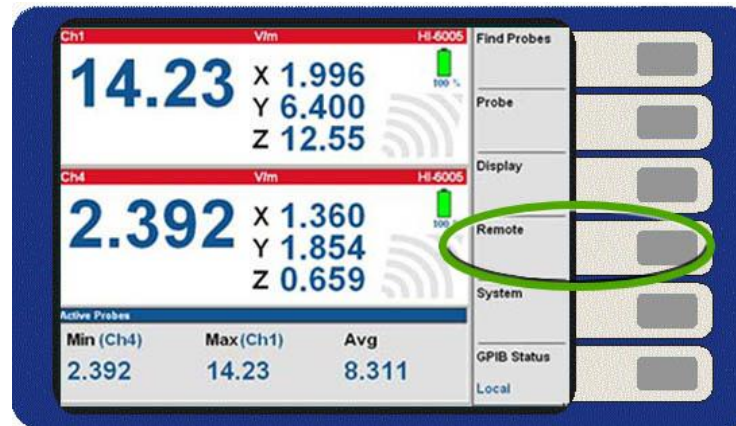 Ch1 V/m HI-6005
14.23
X 1.996
Y 6.400
Z 12.55
100 %
Ch4 V/m HI-6005
2.392
X 1.360
Y 1.854
Z 0.659
100 %
Active Probes
Min (Ch4) Max(Ch1) Avg
2.392 14.23 8.311
Find Probes
Probe
Display
Remote
System
GPIB Status
Local